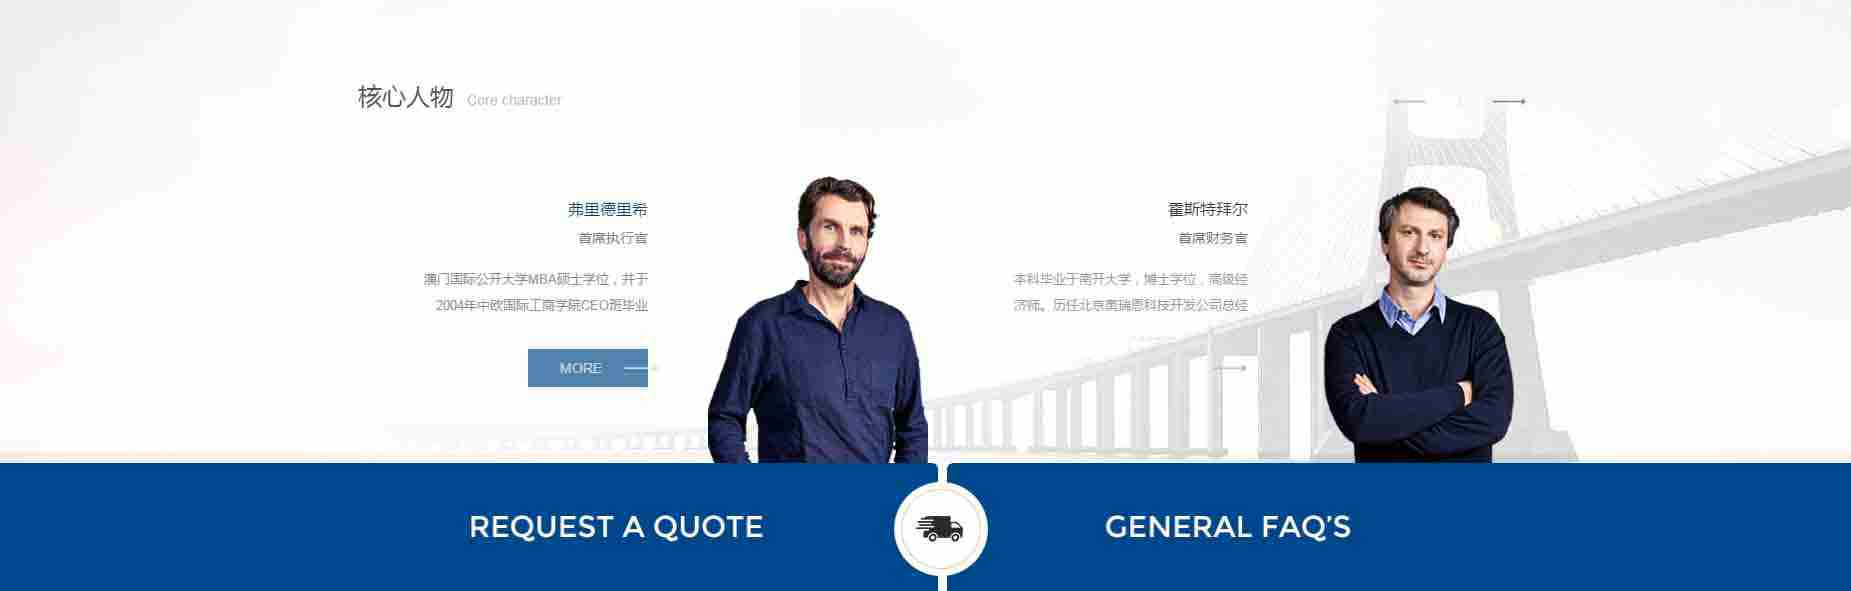 核心人物 Core character
弗里德里希
首席执行官
澳门国际公开大学MBA硕士学位，并于
2004年中欧国际工商学院CEO班毕业
MORE
霍斯特拜尔
首席财务官
本科毕业于南开大学，博士学位，高级经
济师。历任北京奥瑞恩科技开发公司总经
REQUEST A QUOTE
GENERAL FAQ'S